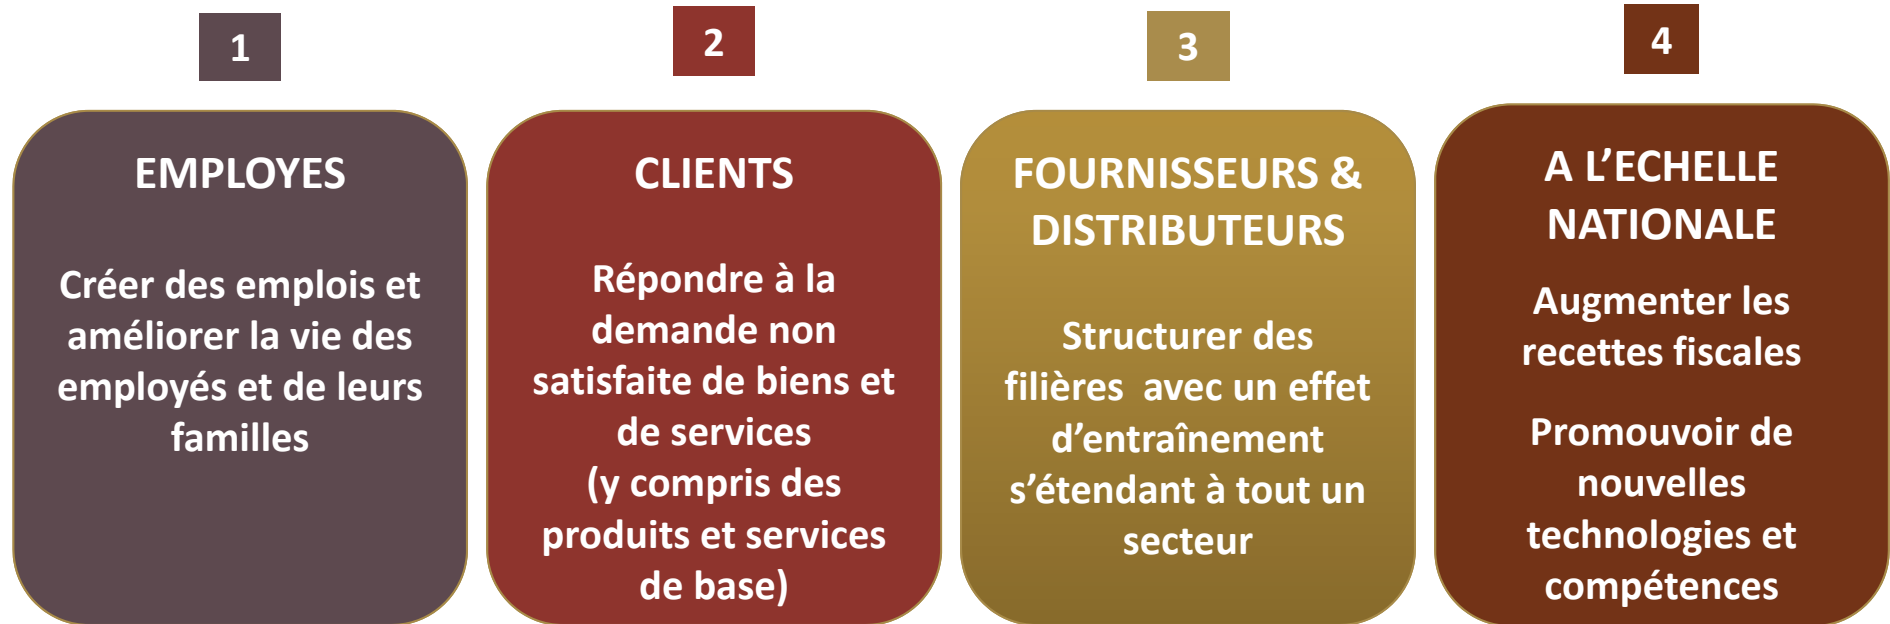 1
EMPLOYES
Créer des emplois et
améliorer la vie des
employés et de leurs
familles
2
CLIENTS
Répondre à la
demande non
satisfaite de biens et
de services
(y compris des
produits et services
de base)
3
FOURNISSEURS &
DISTRIBUTEURS
Structurer des
filières  avec un effet
d’entraînement
s’étendant à tout un
secteur
4
A L’ECHELLE
NATIONALE
Augmenter les
recettes fiscales
Promouvoir de
nouvelles
technologies et
compétences